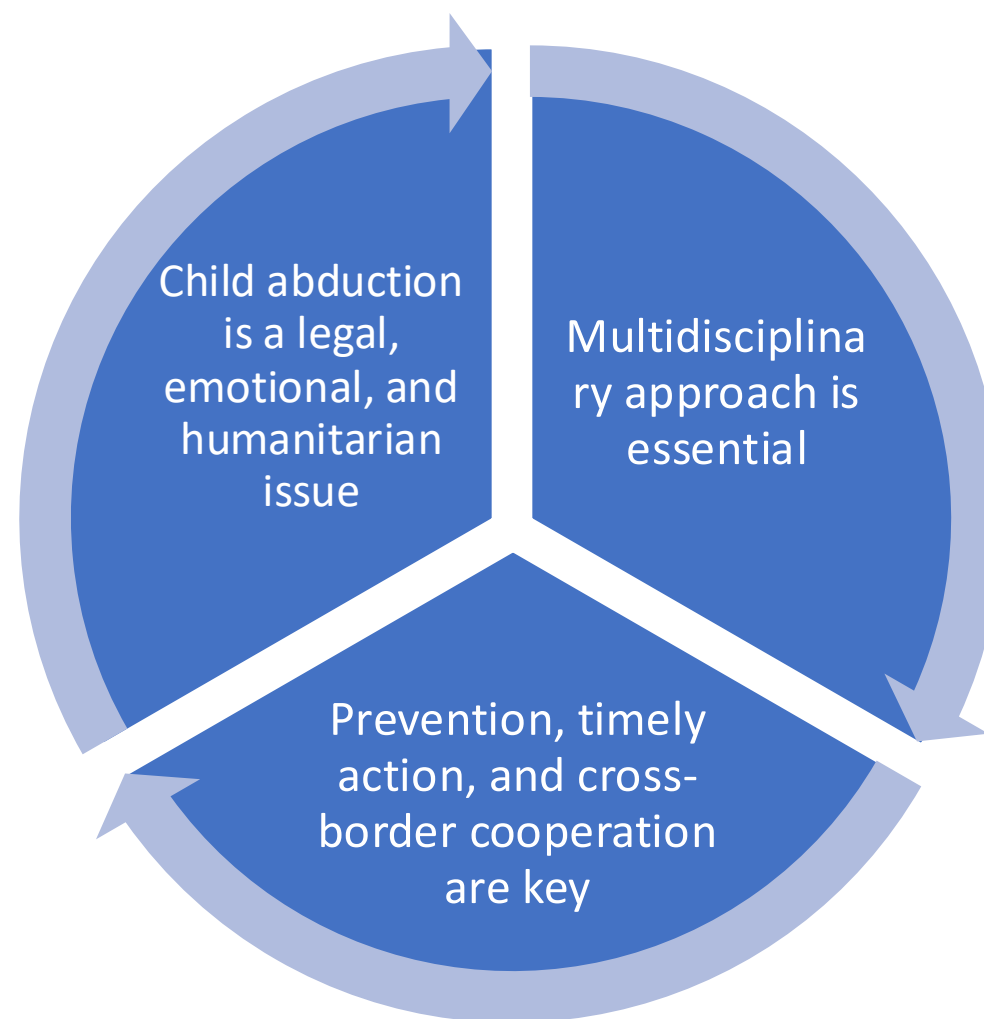 Child abduction
is a legal,
emotional, and
humanitarian
issue
Multidisciplina
ry approach is
essential
Prevention, timely
action, and cross-
border cooperation
are key